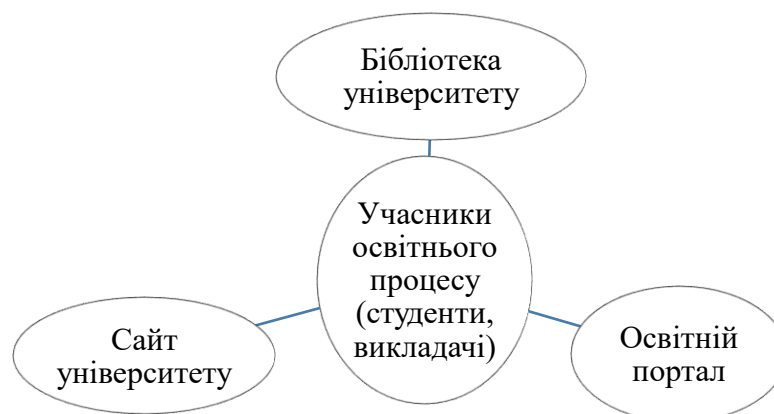 Бібліотека
університету
Учасники
освітнього
процесу
(студенти,
викладачі)
Сайт
університету
Освітній
портал